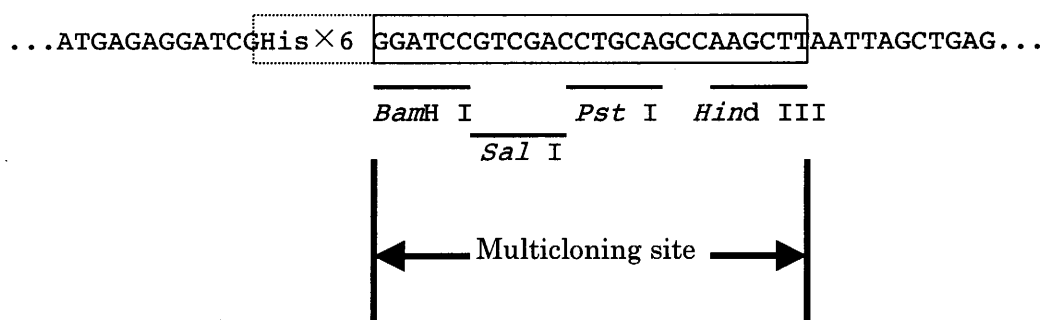 ...ATGAGAGGATCGHis×6 GGATCCGTCGACCTGCAGCCAAGCTTAATTAGCTGAG...
BamH I Pst I Hind III
Sal I
Multicloning site